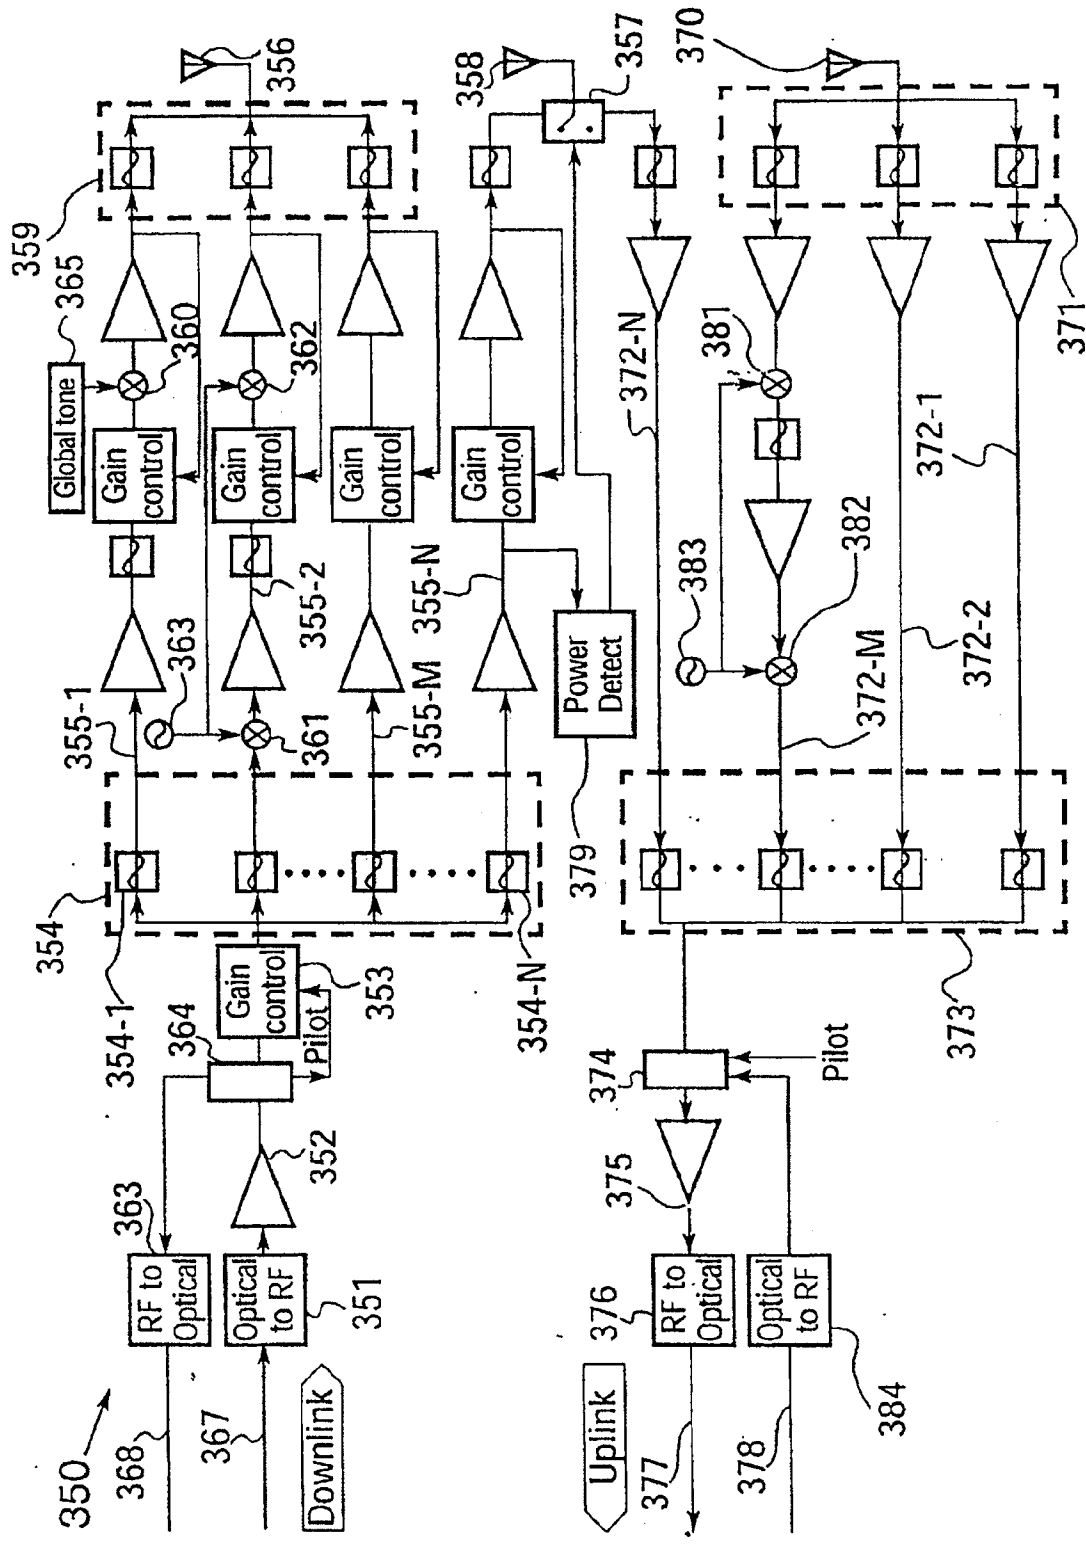 350
368
367
Downlink
RF to
Optical
363
Optical
to RF
351
352
364
Pilot
Gain
control
353
354
354-1
354-N
355-1
363
361
355-2
355-M
355-N
Power
Detect
379
Gain
control
Gain
control
Gain
control
Gain
control
Global tone
365
360
362
359
356
358
357
Uplink
377
378
376
RF to
Optical
Optical
to RF
384
375
374
Pilot
373
372-M
372-2
372-1
372-N
383
382
381
371
370